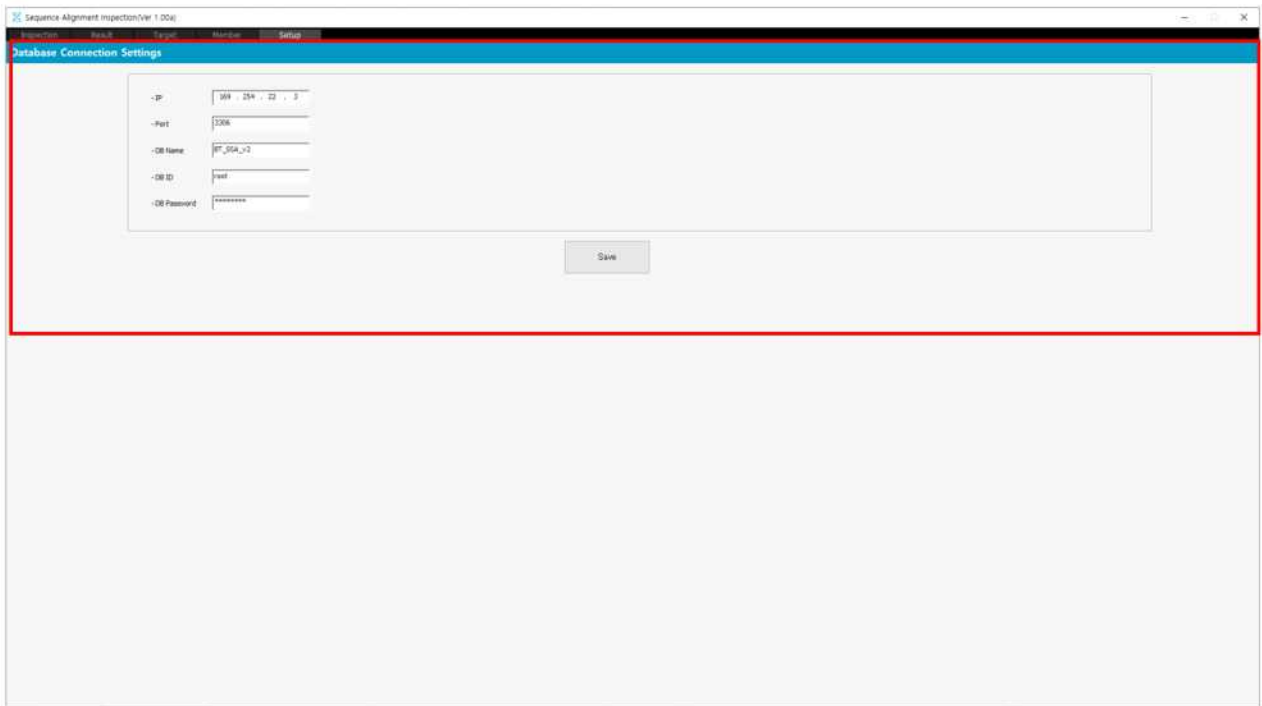 Sequence Alignment Inspection(Ver 1.00a)
Inspection Result Target Member Setup
Database Connection Settings
- IP 169 . 254 . 22 . 3
- Port 3306
- DB Name BT_SSA_v2
- DB ID root
- DB Password ********
Save